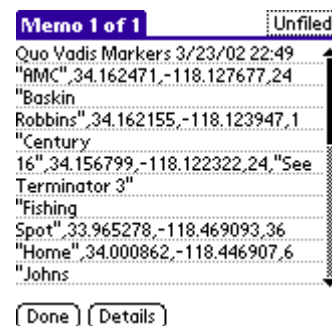 Memo 1 of 1
Unfiled
Quo Vadis Markers 3/23/02 22:49
"AMC",34.162471,-118.127677,24
"Baskin
Robbins",34.162155,-118.123947,1
"Century
16",34.156799,-118.122322,24,"See
Terminator 3"
"Fishing
Spot",33.965278,-118.469093,36
"Home",34.000862,-118.446907,6
"Johns
Done Details